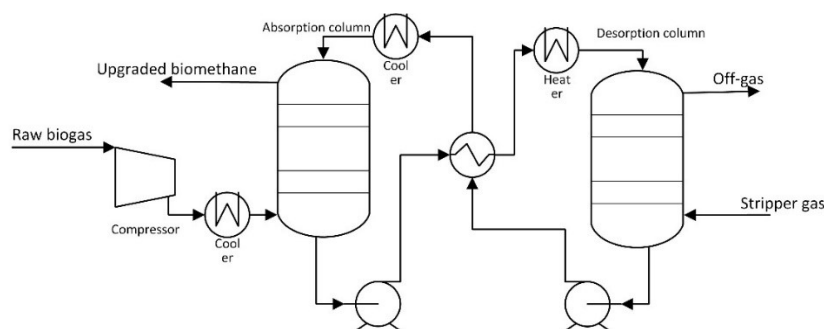 Absorption column
Cool
er
Desorption column
Heat
er
Upgraded biomethane
Off-gas
Raw biogas
Compressor
Cool
er
Stripper gas